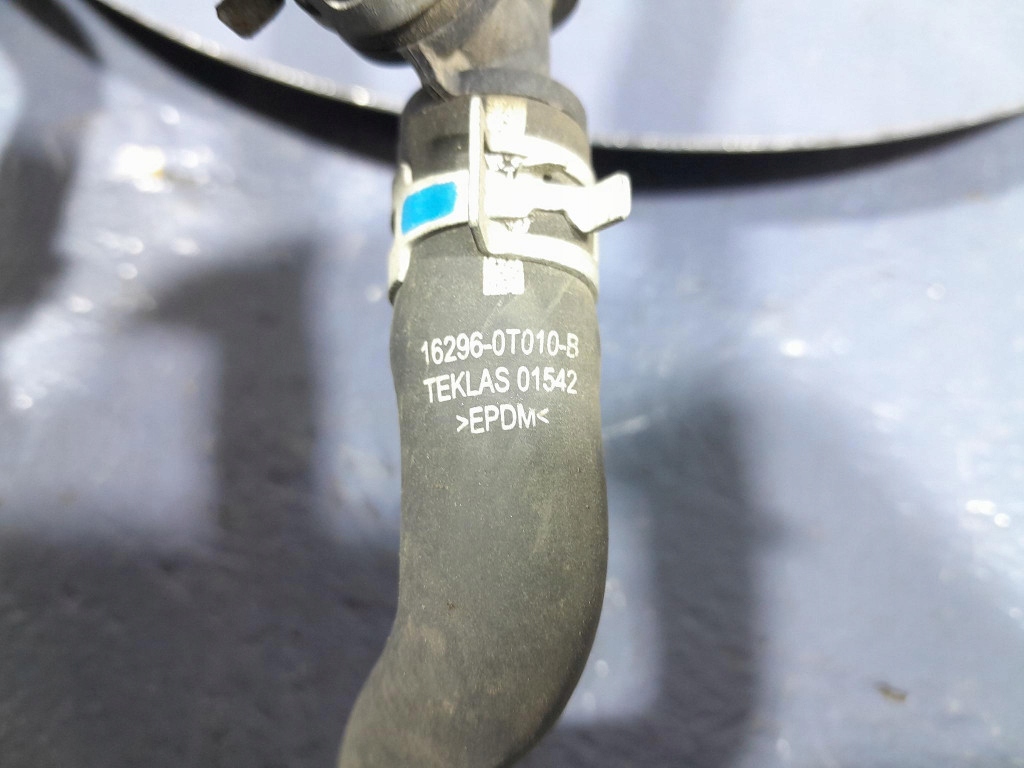 16296-0T010-B
TEKLAS 01542
>EPDM<